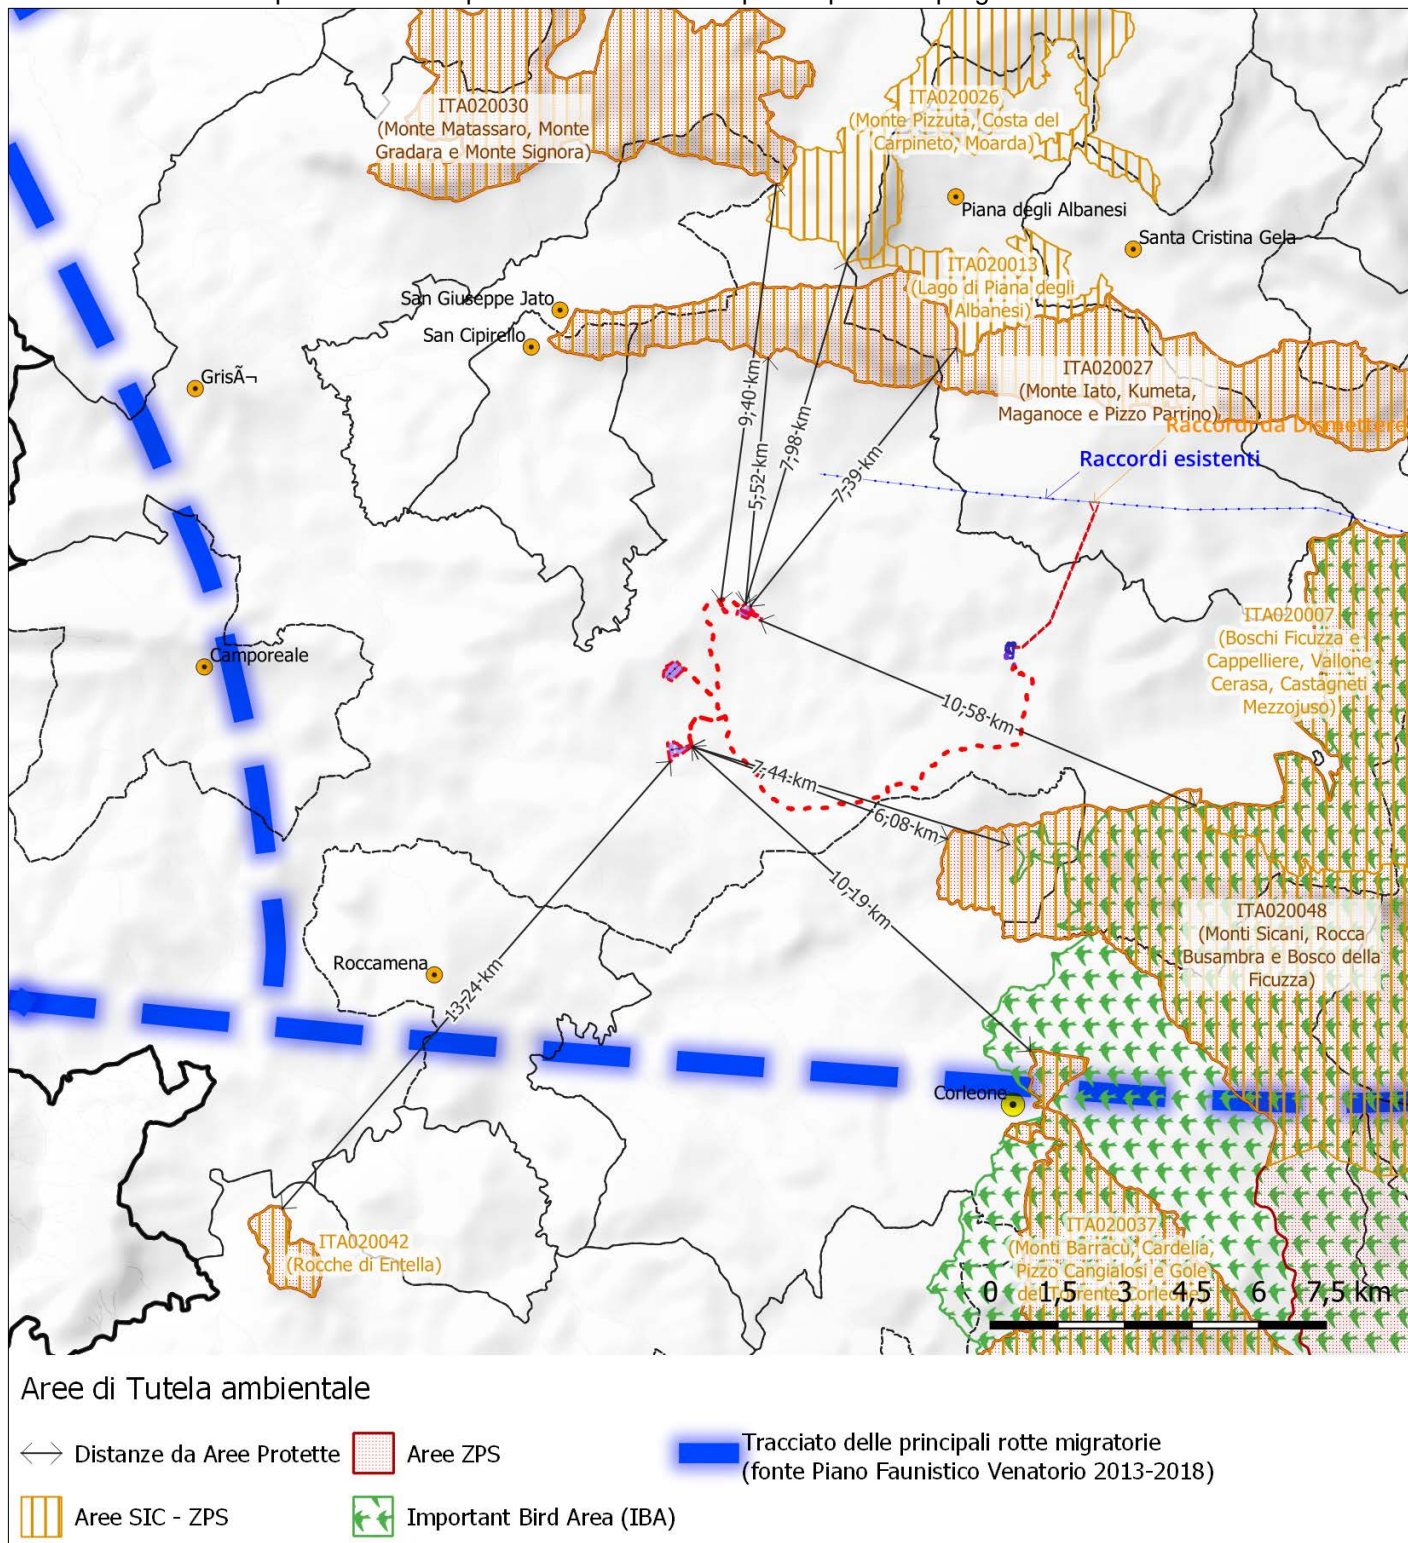 ITA020030
(Monte Matassaro, Monte
Gradara e Monte Signora)
ITA020026
(Monte Pizzuta, Costa del
Carpineto, Moarda)
Piana degli Albanesi
Santa Cristina Gela
ITA020013
(Lago di Piana degli
Albanesi)
San Giuseppe Jato
San Cipirello
GrisÃ¬
ITA020027
(Monte Iato, Kumeta,
Maganoce e Pizzo Parrino)
Raccordi da Dismettere
Raccordi esistenti
9,40 km
5,52 km
7,98 km
7,39 km
ITA020007
(Boschi Ficuzza e
Cappelliere, Vallone
Cerasa, Castagneti
Mezzojuso)
Camporeale
10,58 km
7,44 km
6,08 km
10,19 km
ITA020048
(Monti Sicani, Rocca
Busambra e Bosco della
Ficuzza)
Roccamena
13,24 km
Corleone
ITA020042
(Rocche di Entella)
ITA020037
(Monti Barracù, Cardelia,
Pizzo Cangialosi e Gole
del Torrente Corleone)
0 1,5 3 4,5 6 7,5 km
Aree di Tutela ambientale
Distanze da Aree Protette
Aree ZPS
Tracciato delle principali rotte migratorie
(fonte Piano Faunistico Venatorio 2013-2018)
Aree SIC - ZPS
Important Bird Area (IBA)